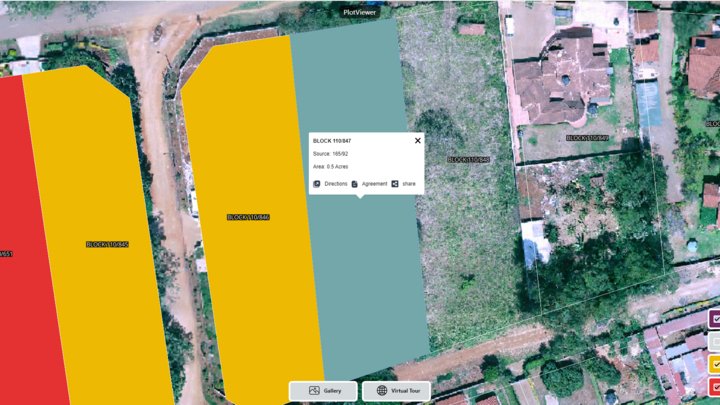 PlotViewer
BLOCK 110/847
Source: 185/92
Area: 0.5 Acres
Directions
Agreement
share
BLOCK 110/848
BLOCK 110/849
BLOCK 110/846
BLOCK 110/845
Gallery
Virtual Tour